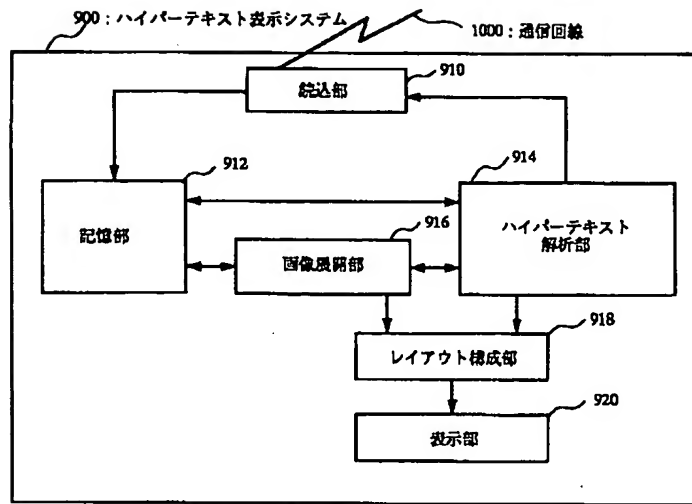 900：ハイパーテキスト表示システム
1000：通信回線
910
読込部
912
914
記憶部
916
ハイパーテキスト
解析部
画像展開部
918
レイアウト構成部
920
表示部